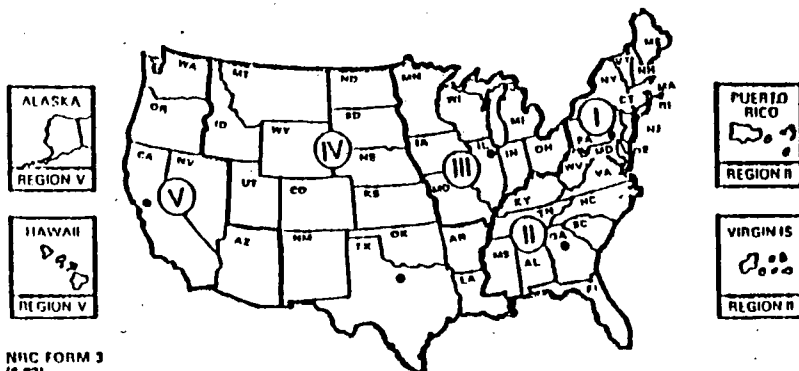 ALASKA
REGION V
HAWAII
REGION V
WA
OR
CA
NV
ID
MT
WY
UT
AZ
CO
NM
ND
SD
NB
KS
OK
TX
MN
IA
MO
AR
LA
WI
IL
MI
IN
OH
KY
TN
MS
AL
GA
FL
SC
NC
VA
WV
MD
PA
NJ
NY
CT
RI
MA
VT
NH
ME
I
II
III
IV
V
PUERTO
RICO
REGION II
VIRGIN IS
REGION II
NRC FORM 3